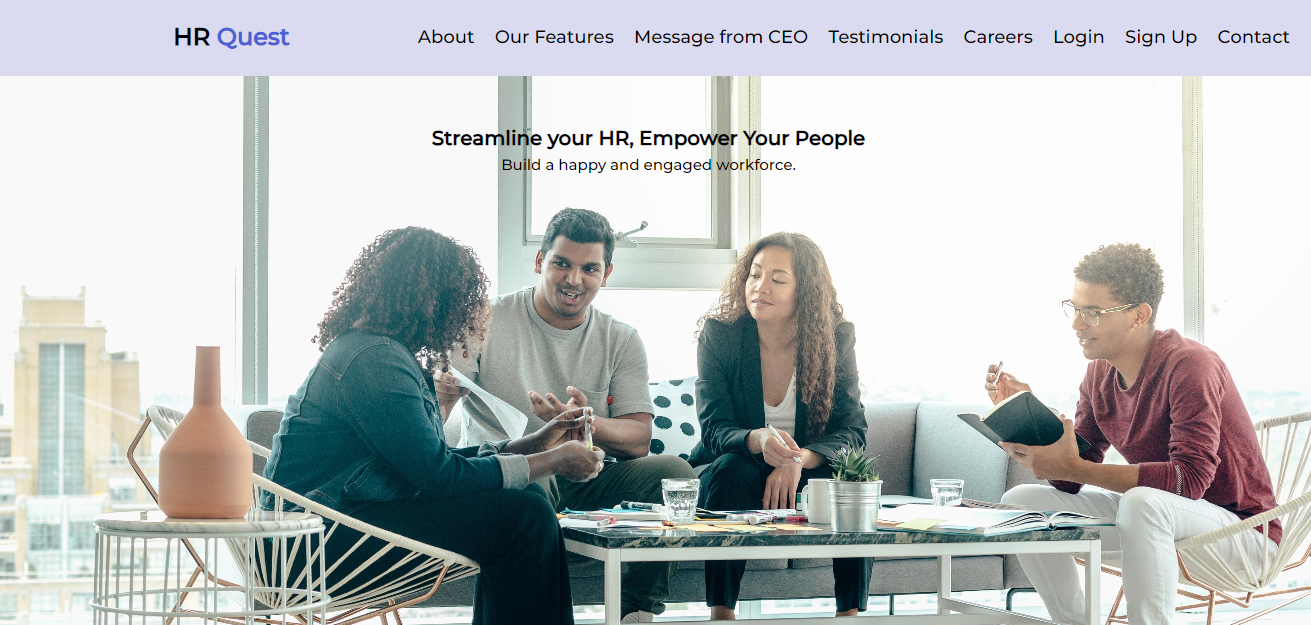 HR Quest
About Our Features Message from CEO Testimonials Careers Login Sign Up Contact
Streamline your HR, Empower Your People
Build a happy and engaged workforce.